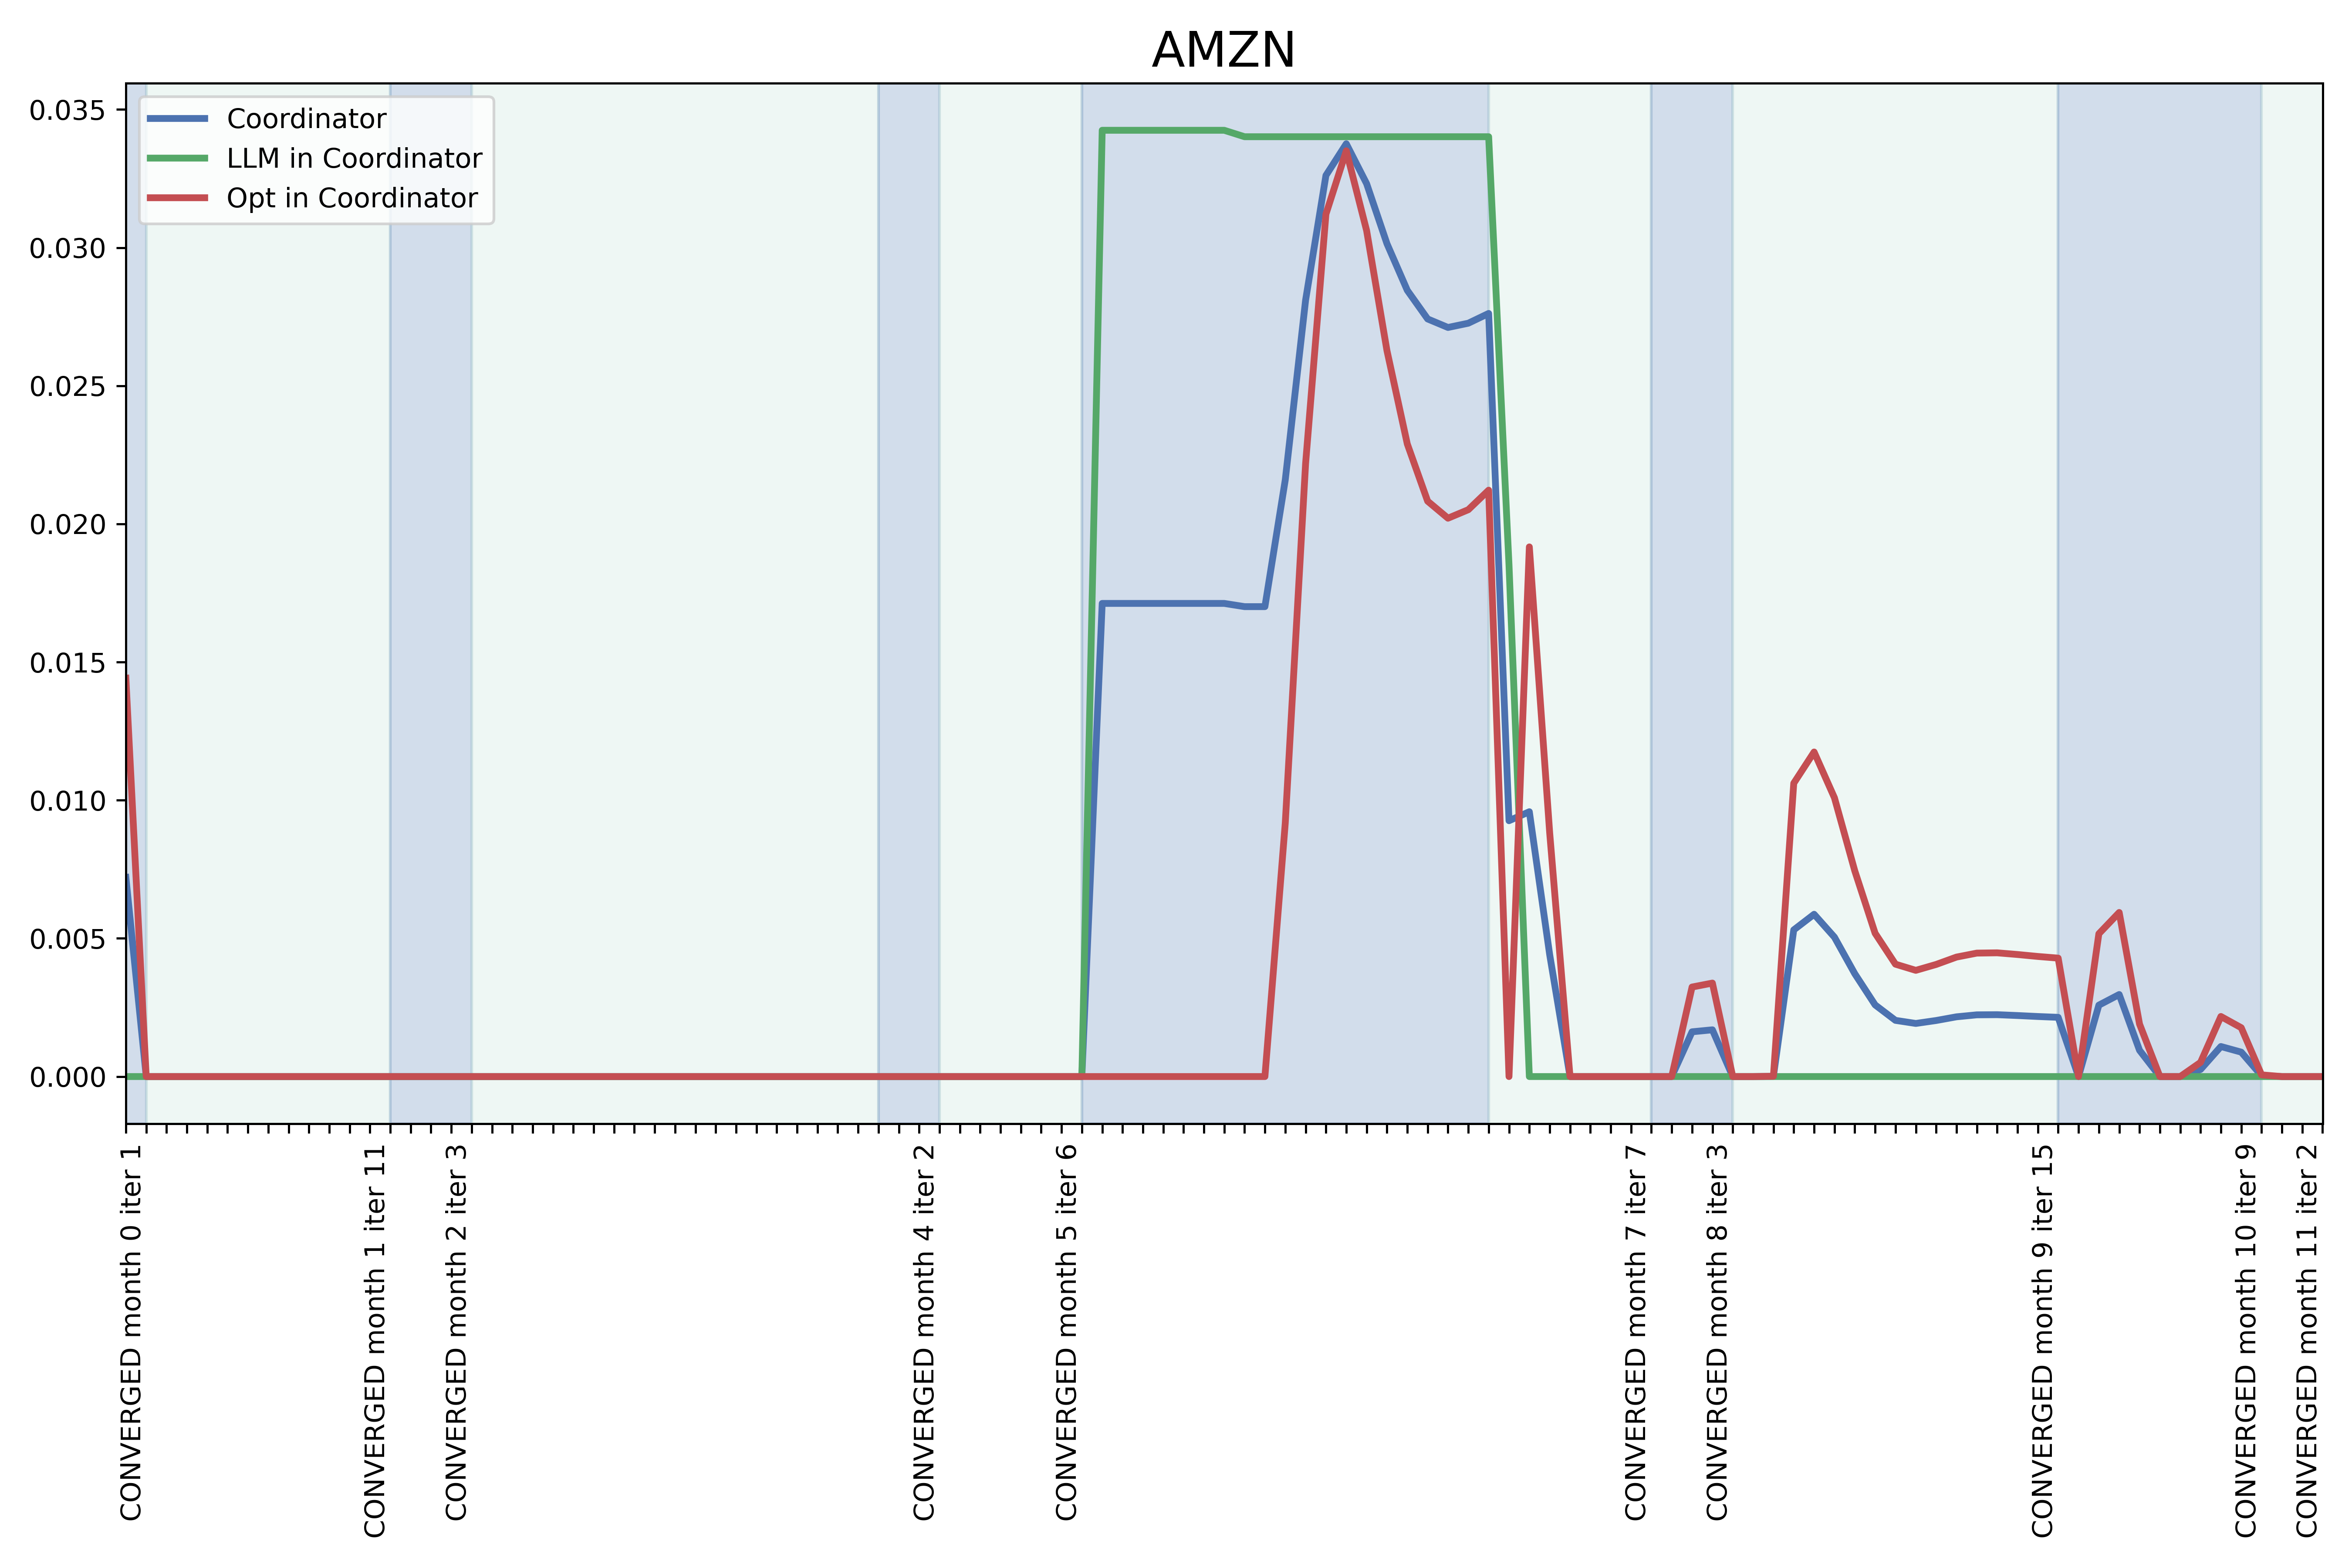 AMZN
Coordinator
LLM in Coordinator
Opt in Coordinator
0.035
0.030
0.025
0.020
0.015
0.010
0.005
0.000
CONVERGED month 0 iter 1
CONVERGED month 1 iter 11
CONVERGED month 2 iter 3
CONVERGED month 4 iter 2
CONVERGED month 5 iter 6
CONVERGED month 7 iter 7
CONVERGED month 8 iter 3
CONVERGED month 9 iter 15
CONVERGED month 10 iter 9
CONVERGED month 11 iter 2